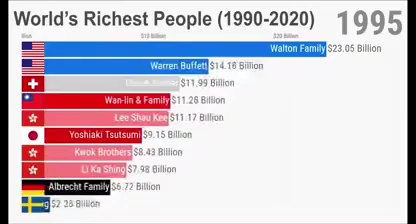 World's Richest People (1990-2020)
1995
$10 Billion
$20 Billion
Walton Family $23.05 Billion
Warren Buffett $14.18 Billion
$11.99 Billion
Wan-lin & Family $11.25 Billion
Lee Shau Kee $11.17 Billion
Yoshiaki Tsutsumi $9.15 Billion
Kwok Brothers $8.43 Billion
Li Ka Shing $7.98 Billion
Albrecht Family $6.72 Billion
Billion